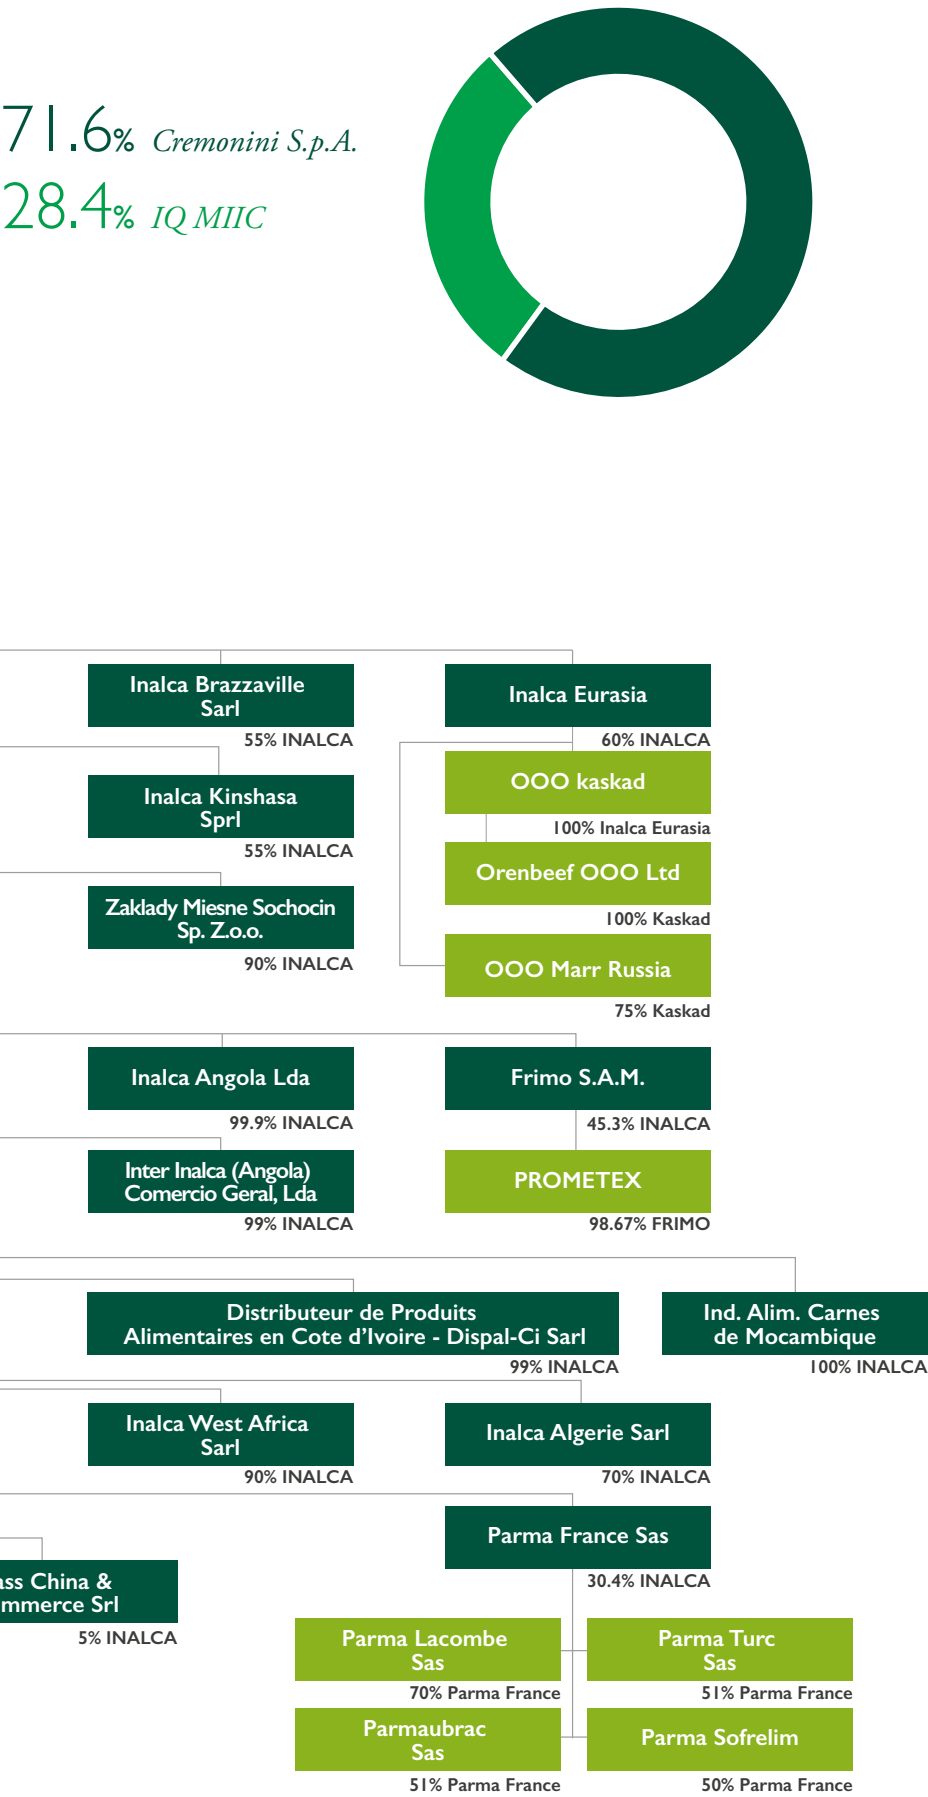 71.6% Cremonini S.p.A.
28.4% IQ MIIC
Inalca Brazzaville
Sarl
55% INALCA
Inalca Eurasia
60% INALCA
OOO kaskad
100% Inalca Eurasia
Inalca Kinshasa
Sprl
55% INALCA
Orenbeef OOO Ltd
100% Kaskad
Zaklady Miesne Sochocin
Sp. Z.o.o.
90% INALCA
OOO Marr Russia
75% Kaskad
Inalca Angola Lda
99.9% INALCA
Frimo S.A.M.
45.3% INALCA
Inter Inalca (Angola)
Comercio Geral, Lda
99% INALCA
PROMETEX
98.67% FRIMO
Distributeur de Produits
Alimentaires en Cote d’Ivoire - Dispal-Ci Sarl
99% INALCA
Ind. Alim. Carnes
de Mocambique
100% INALCA
Inalca West Africa
Sarl
90% INALCA
Inalca Algerie Sarl
70% INALCA
Parma France Sas
30.4% INALCA
ass China &
mmerce Srl
5% INALCA
Parma Lacombe
Sas
70% Parma France
Parma Turc
Sas
51% Parma France
Parmaubrac
Sas
51% Parma France
Parma Sofrelim
50% Parma France